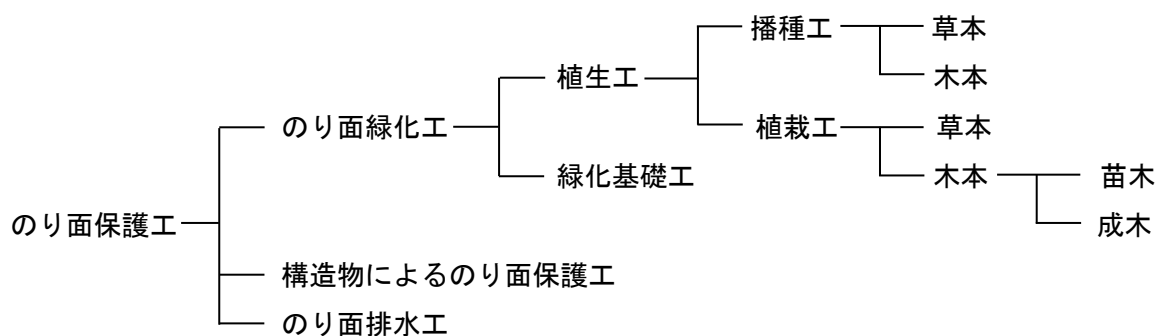 播種工
草本
植生工
木本
のり面緑化工
植栽工
草本
緑化基礎工
木本
苗木
のり面保護工
成木
構造物によるのり面保護工
のり面排水工